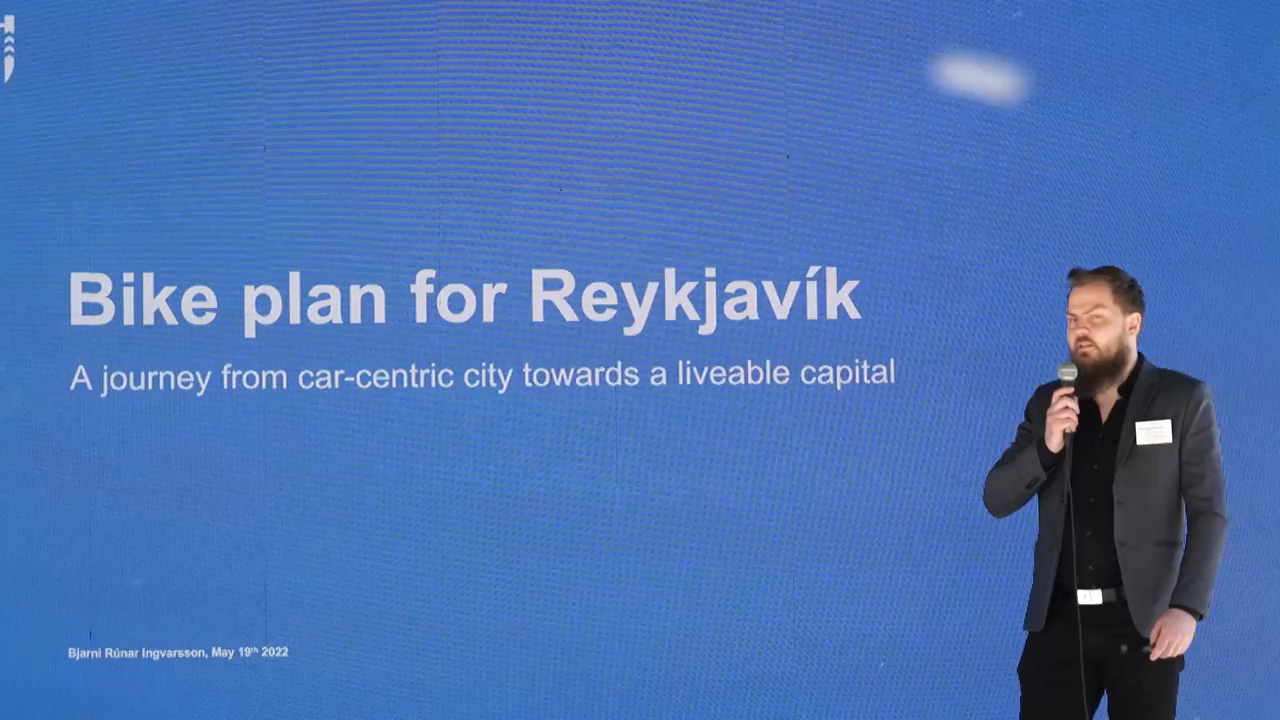 Bike plan for Reykjavík
A journey from car-centric city towards a liveable capital
Bjarni Rúnar Ingvarsson, May 19th 2022